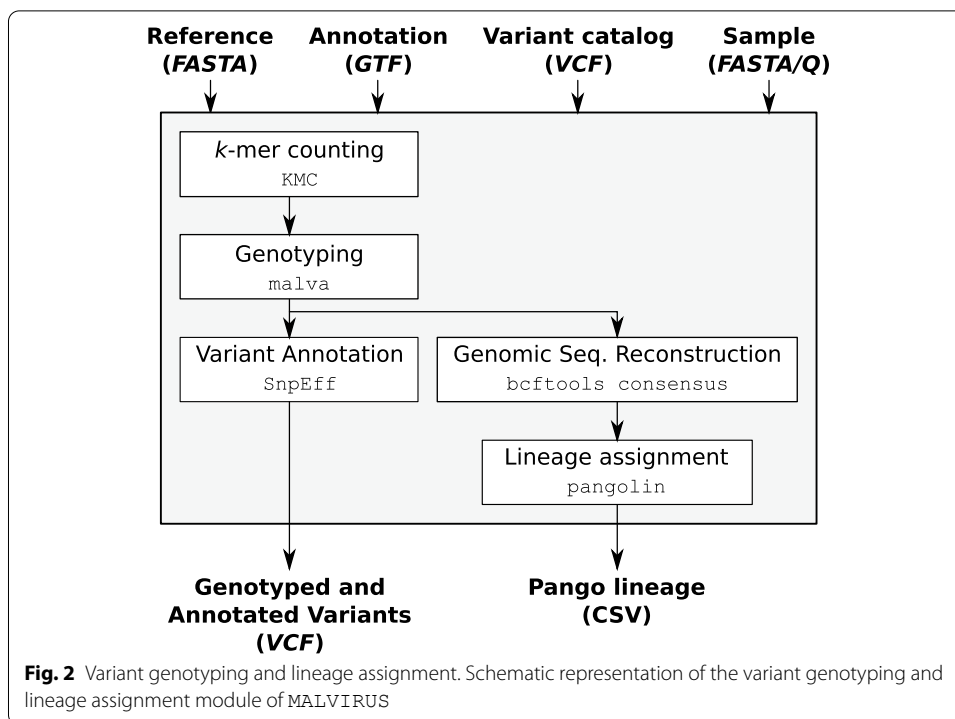 Reference Annotation Variant catalog Sample
(FASTA) (GTF) (VCF) (FASTA/Q)
k-mer counting
KMC
Genotyping
malva
Variant Annotation Genomic Seq. Reconstruction
SnpEff bcftools consensus
Lineage assignment
pangolin
Genotyped and Pango lineage
Annotated Variants (CSV)
(VCF)
Fig. 2 Variant genotyping and lineage assignment. Schematic representation of the variant genotyping and
lineage assignment module of MALVIRUS